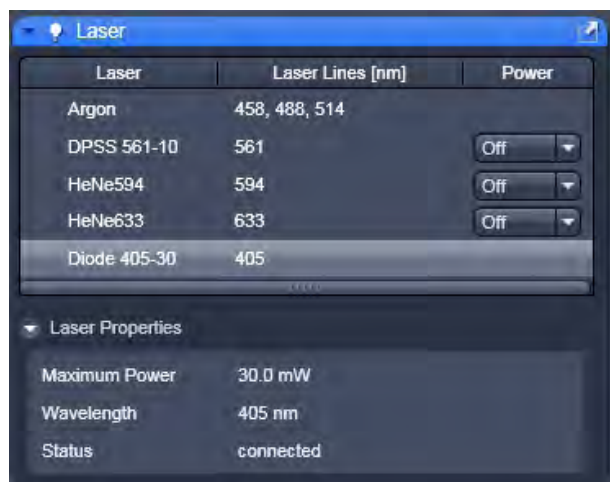 Laser
Laser Laser Lines [nm] Power
Argon 458, 488, 514
DPSS 561-10 561 Off
HeNe594 594 Off
HeNe633 633 Off
Diode 405-30 405
Laser Properties
Maximum Power 30.0 mW
Wavelength 405 nm
Status connected